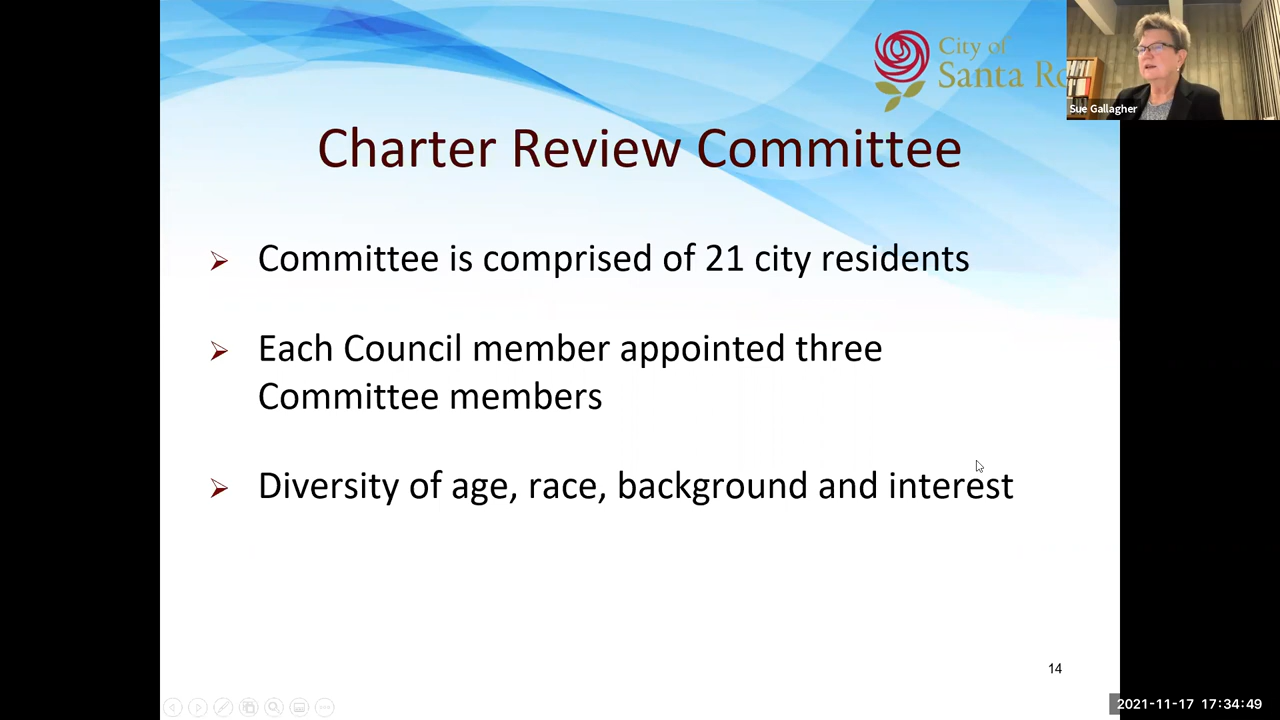 City of
Santa Ro
Sue Gallagher
Charter Review Committee
Committee is comprised of 21 city residents
Each Council member appointed three
Committee members
Diversity of age, race, background and interest
14
2021-11-17 17:34:49